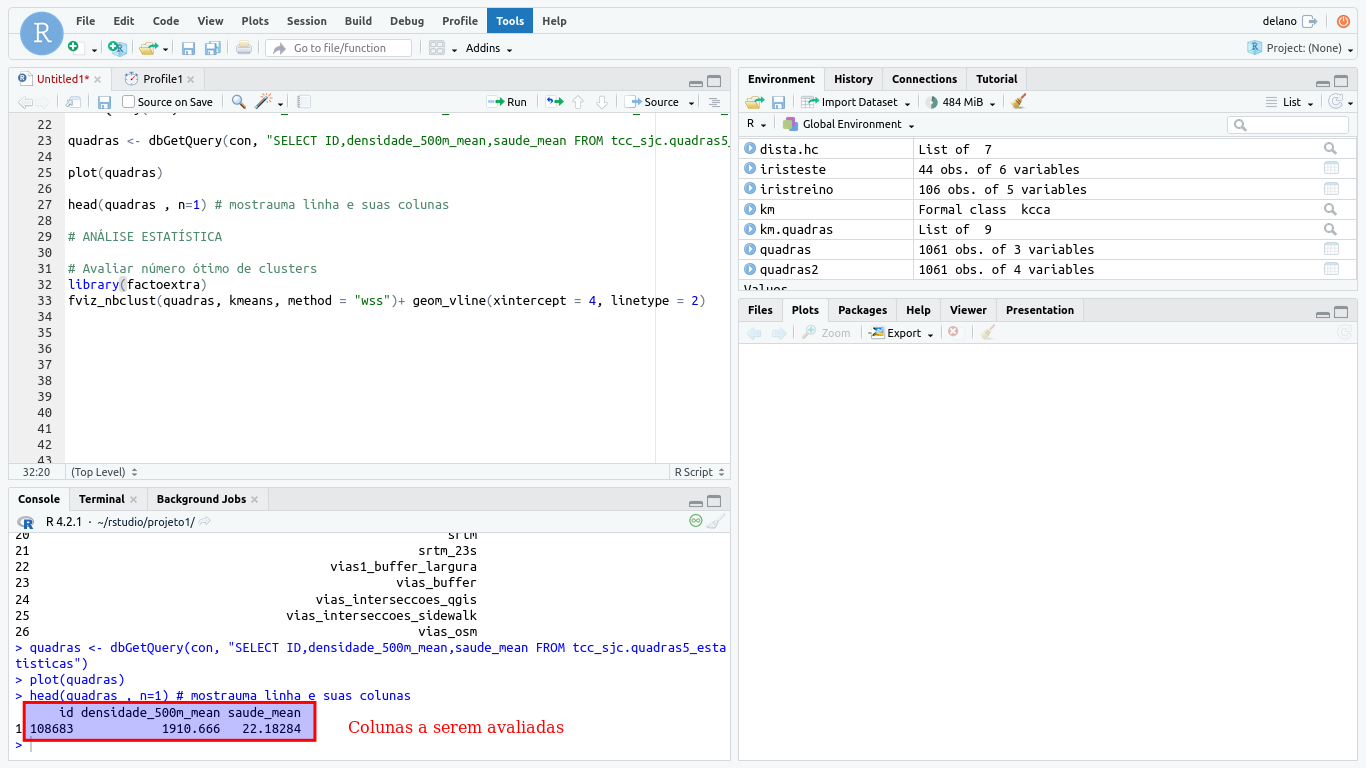 File Edit Code View Plots Session Build Debug Profile Tools Help
delano
Go to file/function
Addins
Project: (None)
Untitled1*
Profile1
Source on Save
Run
Source
22
23 quadras <- dbGetQuery(con, "SELECT ID,densidade_500m_mean,saude_mean FROM tcc_sjc.quadras5_
24
25 plot(quadras)
26
27 head(quadras , n=1) # mostrauma linha e suas colunas
28
29 # ANÁLISE ESTATÍSTICA
30
31 # Avaliar número ótimo de clusters
32 library(factoextra)
33 fviz_nbclust(quadras, kmeans, method = "wss")+ geom_vline(xintercept = 4, linetype = 2)
34
35
36
37
38
39
40
41
42
43
32:20 (Top Level) R Script
Console Terminal Background Jobs
R R 4.2.1 · ~/rstudio/projeto1/
20 srtm
21 srtm_23s
22 vias1_buffer_largura
23 vias_buffer
24 vias_interseccoes_qgis
25 vias_interseccoes_sidewalk
26 vias_osm
> quadras <- dbGetQuery(con, "SELECT ID,densidade_500m_mean,saude_mean FROM tcc_sjc.quadras5_esta
tisticas")
> plot(quadras)
> head(quadras , n=1) # mostrauma linha e suas colunas
id densidade_500m_mean saude_mean
1 108683 1910.666 22.18284
Colunas a serem avaliadas
>
Environment History Connections Tutorial
Import Dataset 484 MiB List
R Global Environment
dista.hc List of 7
iristeste 44 obs. of 6 variables
iristreino 106 obs. of 5 variables
km Formal class kcca
km.quadras List of 9
quadras 1061 obs. of 3 variables
quadras2 1061 obs. of 4 variables
Values
Files Plots Packages Help Viewer Presentation
Zoom Export